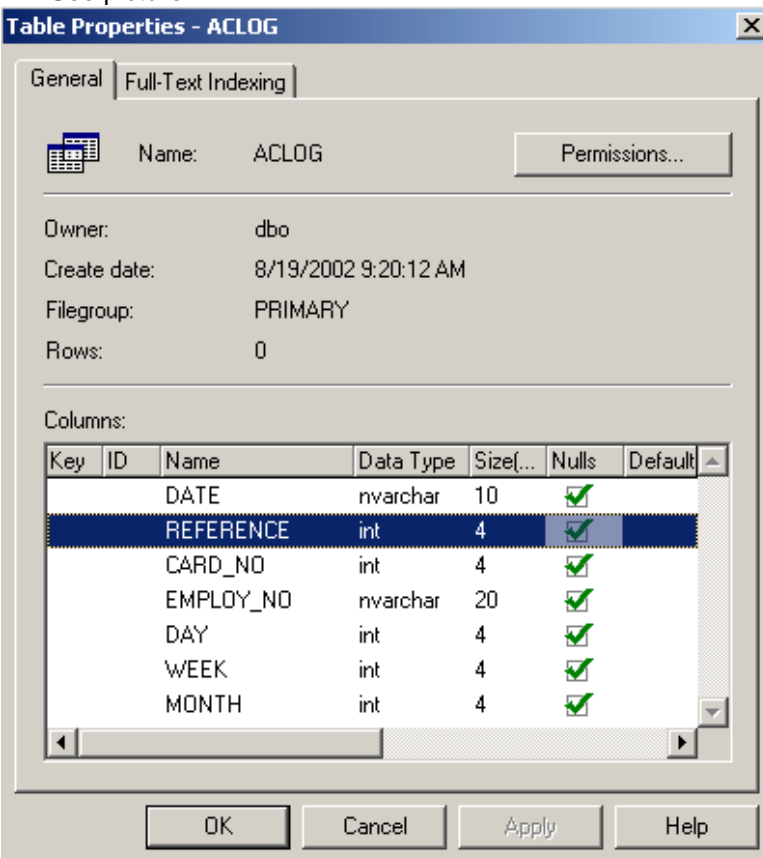 Table Properties - ACLOG
General Full-Text Indexing
Name: ACLOG Permissions...
Owner: dbo
Create date: 8/19/2002 9:20:12 AM
Filegroup: PRIMARY
Rows: 0
Columns:
Key ID Name Data Type Size(... Nulls Default
DATE nvarchar 10
REFERENCE int 4
CARD_NO int 4
EMPLOY_NO nvarchar 20
DAY int 4
WEEK int 4
MONTH int 4
OK Cancel Apply Help